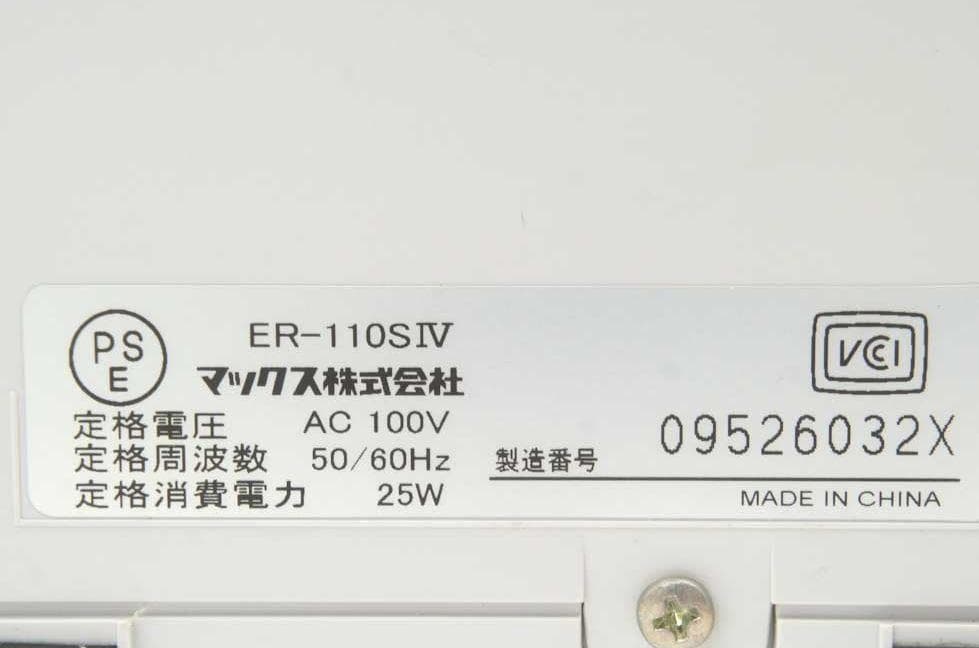 PS
E
ER-110SⅣ
マックス株式会社
VCCI
定格電圧 AC 100V
定格周波数 50/60Hz
定格消費電力 25W
製造番号 09526032X
MADE IN CHINA